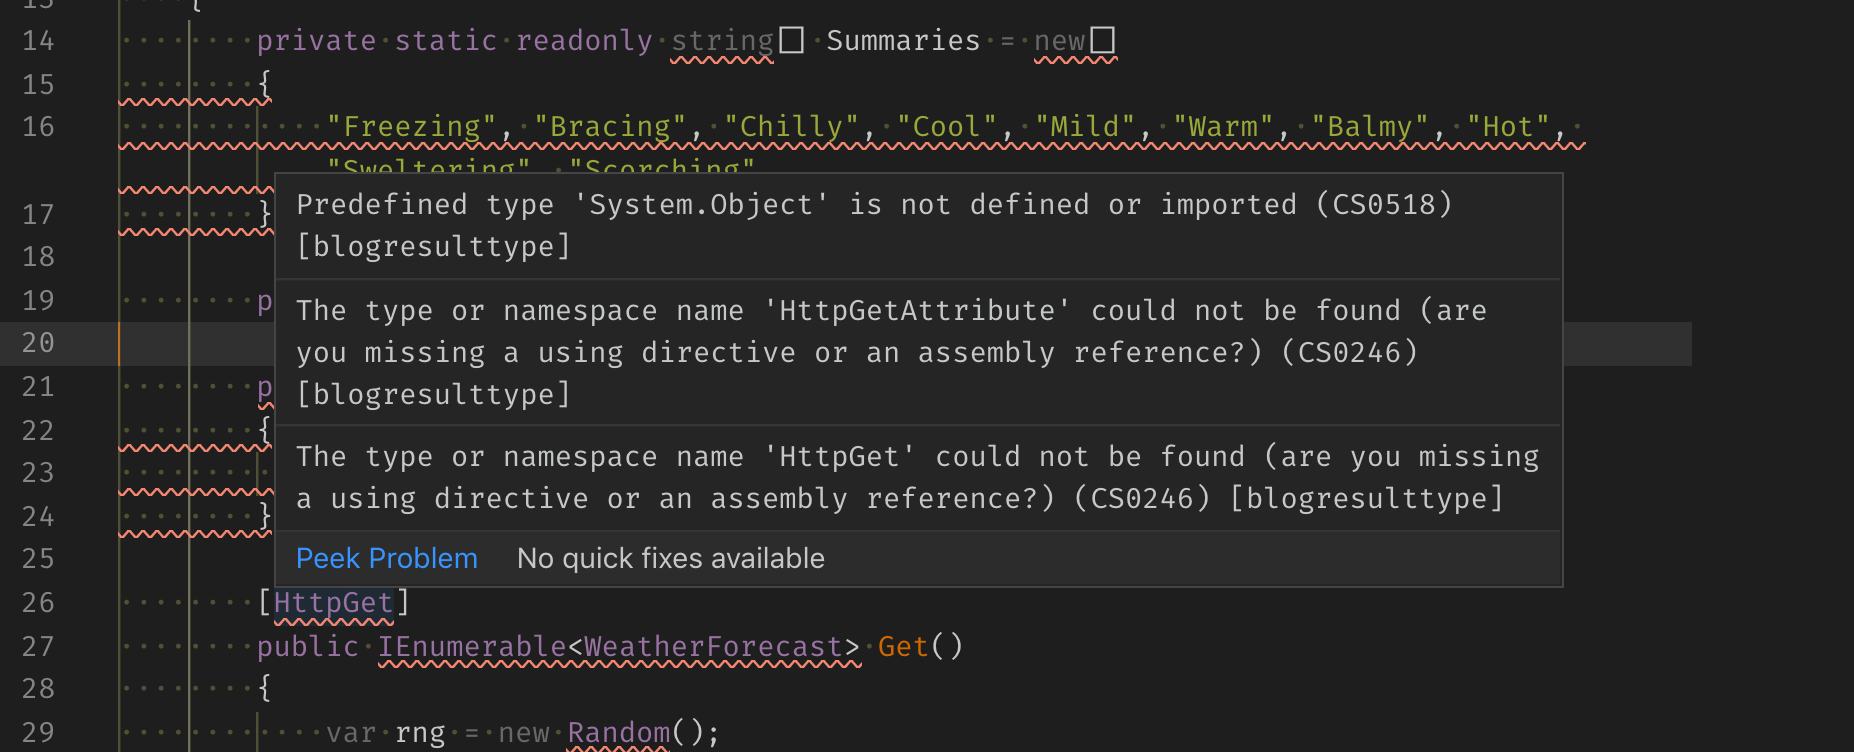 13 {
14 private static readonly string[] Summaries = new[]
15 {
16 "Freezing", "Bracing", "Chilly", "Cool", "Mild", "Warm", "Balmy", "Hot",
"Sweltering", "Scorching"
17 }
18
19 p
20
21 p
22 {
23
24 }
25
Predefined type 'System.Object' is not defined or imported (CS0518)
[blogresulttype]
The type or namespace name 'HttpGetAttribute' could not be found (are
you missing a using directive or an assembly reference?) (CS0246)
[blogresulttype]
The type or namespace name 'HttpGet' could not be found (are you missing
a using directive or an assembly reference?) (CS0246) [blogresulttype]
Peek Problem No quick fixes available
26 [HttpGet]
27 public IEnumerable<WeatherForecast> Get()
28 {
29 var rng = new Random();